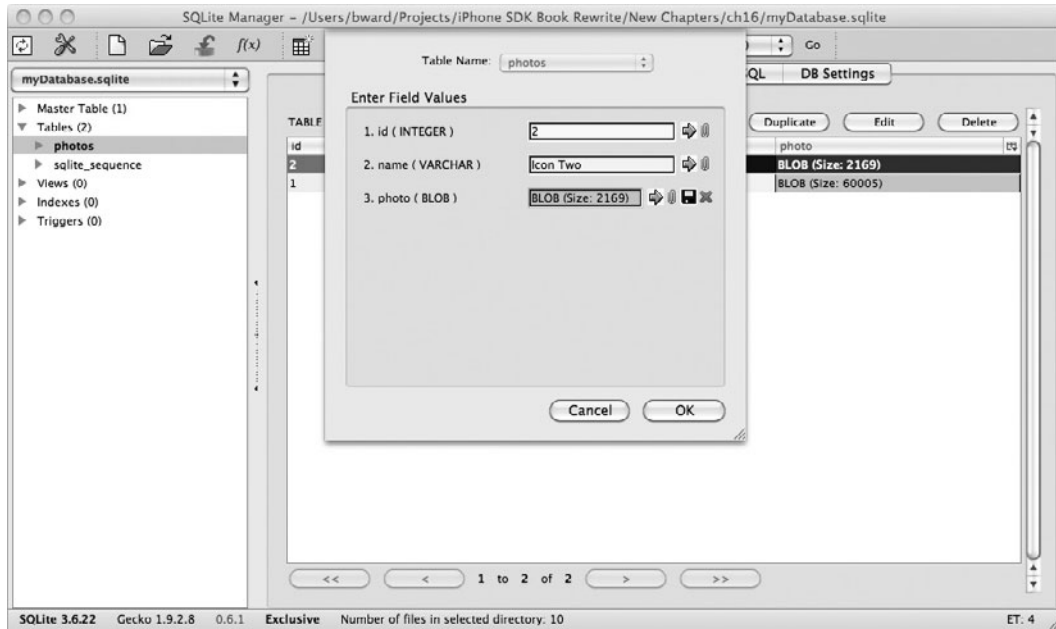 SQLite Manager - /Users/bward/Projects/iPhone SDK Book Rewrite/New Chapters/ch16/myDatabase.sqlite
f(x)
Go
myDatabase.sqlite
Table Name: photos
QL
DB Settings
Master Table (1)
Tables (2)
photos
sqlite_sequence
Views (0)
Indexes (0)
Triggers (0)
Enter Field Values
TABLE
Duplicate
Edit
Delete
1. id ( INTEGER ) 2
2. name ( VARCHAR ) Icon Two
3. photo ( BLOB ) BLOB (Size: 2169)
id
photo
2
BLOB (Size: 2169)
1
BLOB (Size: 60005)
Cancel
OK
<< < 1 to 2 of 2 > >>
SQLite 3.6.22 Gecko 1.9.2.8 0.6.1 Exclusive Number of files in selected directory: 10 ET: 4